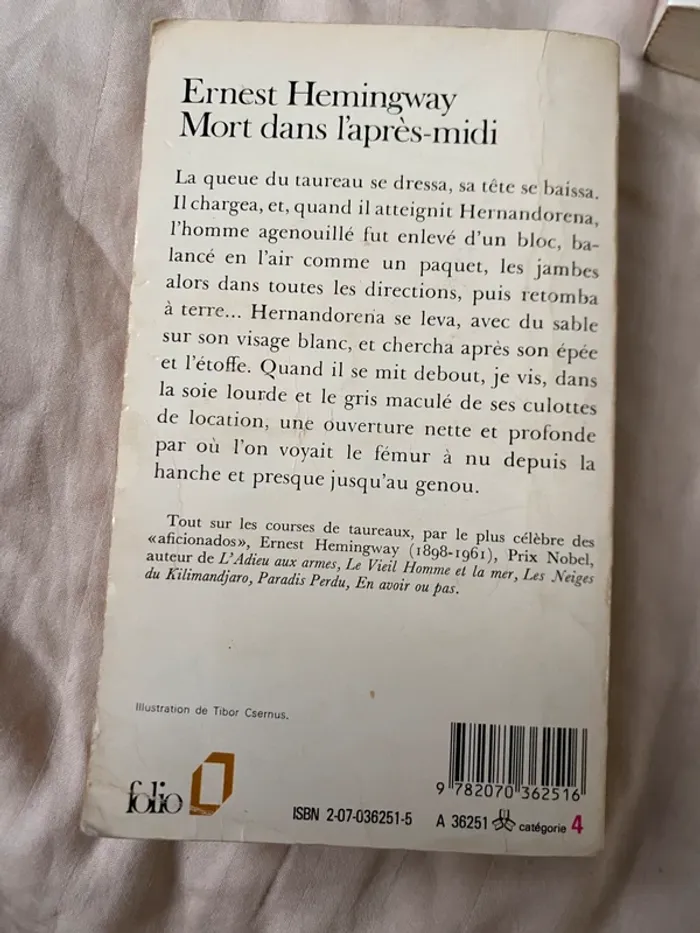 Ernest Hemingway
Mort dans l'après-midi
La queue du taureau se dressa, sa tête se baissa.
Il chargea, et, quand il atteignit Hernandorena,
l'homme agenouillé fut enlevé d'un bloc, ba-
lancé en l'air comme un paquet, les jambes
alors dans toutes les directions, puis retomba
à terre... Hernandorena se leva, avec du sable
sur son visage blanc, et chercha après son épée
et l'étoffe. Quand il se mit debout, je vis, dans
la soie lourde et le gris maculé de ses culottes
de location, une ouverture nette et profonde
par où l'on voyait le fémur à nu depuis la
hanche et presque jusqu'au genou.
Tout sur les courses de taureaux, par le plus célèbre des
«aficionados», Ernest Hemingway (1898-1961), Prix Nobel,
auteur de L'Adieu aux armes, Le Vieil Homme et la mer, Les Neiges
du Kilimandjaro, Paradis Perdu, En avoir ou pas.
Illustration de Tibor Csernus.
9 782070 362516
folio
ISBN 2-07-036251-5 A 36251 catégorie 4